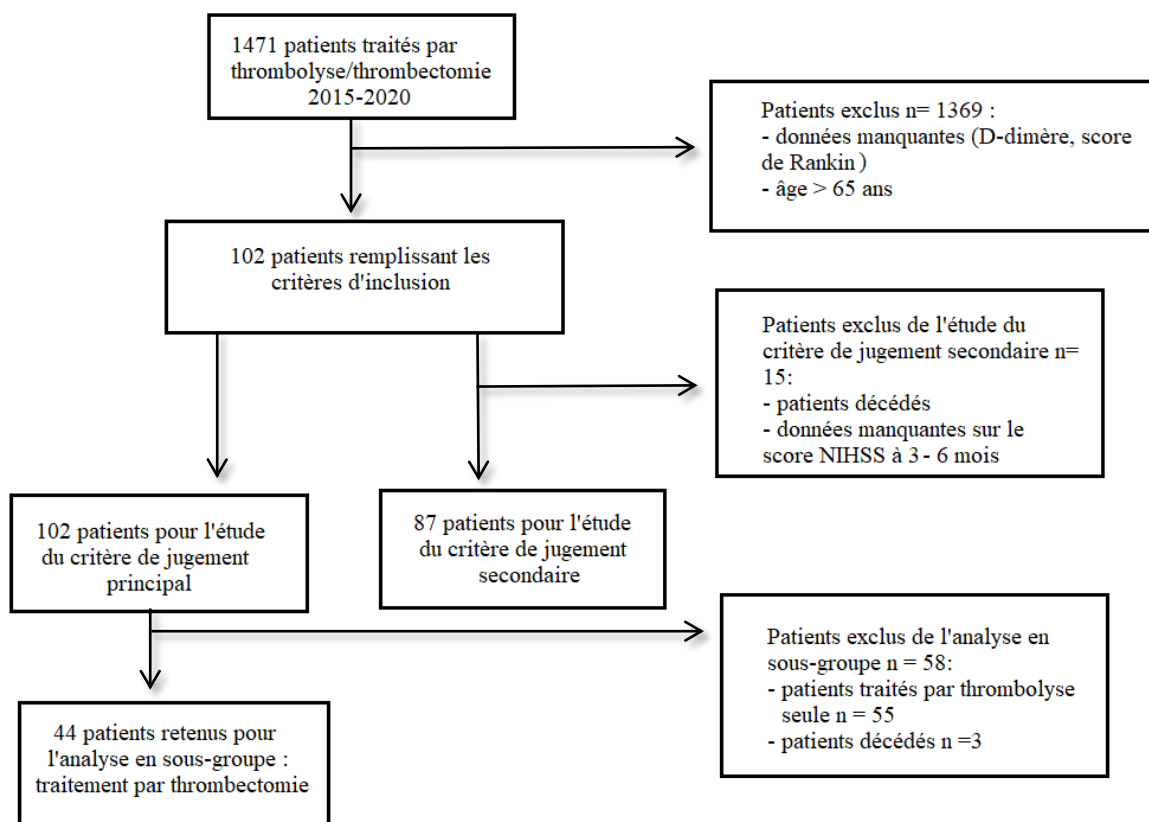 1471 patients traités par
thrombolyse/thrombectomie
2015-2020
Patients exclus n= 1369 :
- données manquantes (D-dimère, score
de Rankin )
- âge > 65 ans
102 patients remplissant les
critères d'inclusion
Patients exclus de l'étude du
critère de jugement secondaire n=
15:
- patients décédés
- données manquantes sur le
score NIHSS à 3 - 6 mois
102 patients pour l'étude
du critère de jugement
principal
87 patients pour l'étude
du critère de jugement
secondaire
Patients exclus de l'analyse en
sous-groupe n = 58:
- patients traités par thrombolyse
seule n = 55
- patients décédés n =3
44 patients retenus pour
l'analyse en sous-groupe :
traitement par thrombectomie